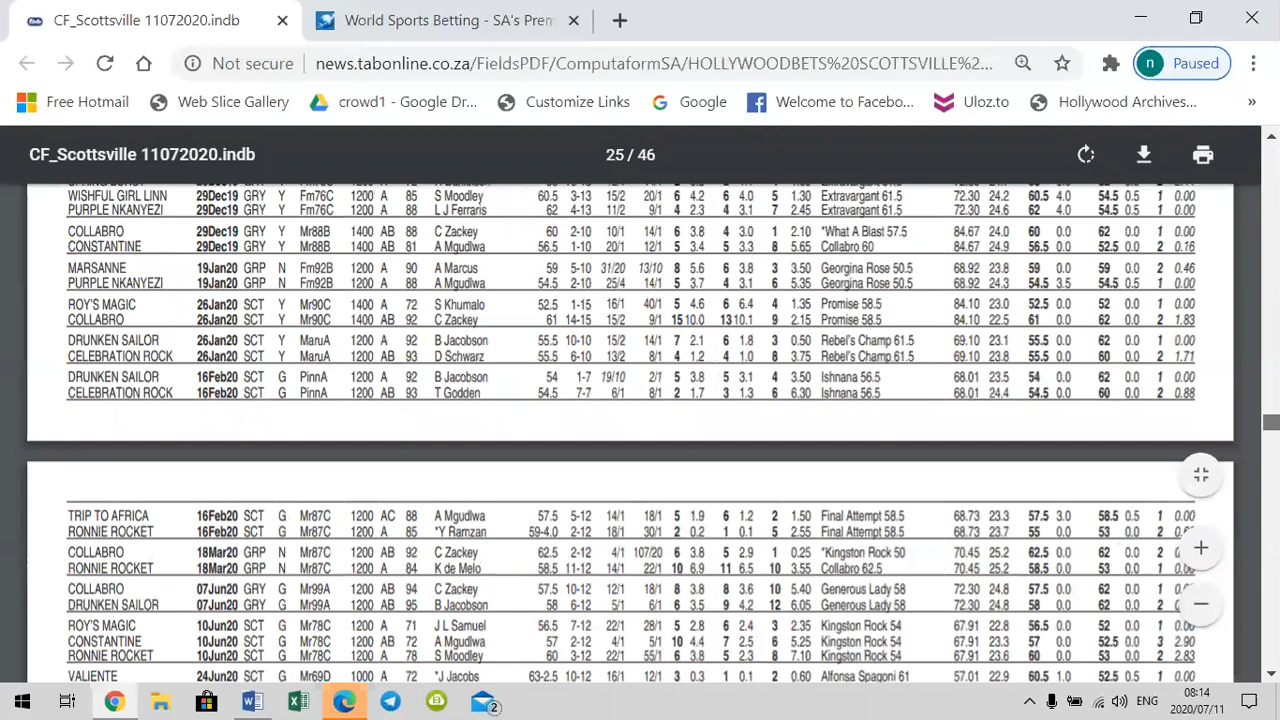 CF_Scottsville 11072020.indb
World Sports Betting - SA's Prem
Not secure news.tabonline.co.za/FieldsPDF/ComputaformSA/HOLLYWOODBETS%20SCOTTSVILLE%2... n Paused
Free Hotmail Web Slice Gallery crowd1 - Google Dr... Customize Links Google Welcome to Facebo... Uloz.to Hollywood Archives... »
CF_Scottsville 11072020.indb 25 / 46
WISHFUL GIRL LINN 29Dec19 GRY Y Fm76C 1200 A 85 S Moodley 60.5 3-13 15/2 20/1 6 4.2 6 4.0 5 1.30 Extravargant 61.5 72.30 24.2 60.5 4.0 54.5 0.5 1 0.00
PURPLE NKANYEZI 29Dec19 GRY Y Fm76C 1200 A 88 L J Ferraris 62 4-13 11/2 9/1 4 2.3 4 3.1 7 2.45 Extravargant 61.5 72.30 24.6 62 4.0 54.5 0.5 1 0.00
COLLABRO 29Dec19 GRY Y Mr88B 1400 AB 88 C Zackey 60 2-10 10/1 14/1 6 3.8 4 3.0 1 2.10 *What A Blast 57.5 84.67 24.0 60 0.0 62 0.0 1 0.00
CONSTANTINE 29Dec19 GRY Y Mr88B 1400 AB 81 A Mgudlwa 56.5 1-10 20/1 12/1 5 3.4 5 3.3 8 5.65 Collabro 60 84.67 24.9 56.5 0.0 52.5 0.0 2 0.16
MARSANNE 19Jan20 GRP N Fm92B 1200 A 90 A Marcus 59 5-10 31/20 13/10 8 5.6 6 3.8 3 3.50 Georgina Rose 50.5 68.92 23.8 59 0.0 59 0.0 2 0.46
PURPLE NKANYEZI 19Jan20 GRP N Fm92B 1200 A 88 A Mgudlwa 54.5 2-10 25/4 14/1 5 3.7 4 3.1 6 5.35 Georgina Rose 50.5 68.92 24.3 54.5 3.5 54.5 0.5 1 0.00
ROY'S MAGIC 26Jan20 SCT Y Mr90C 1400 A 72 S Khumalo 52.5 1-15 16/1 40/1 5 4.6 6 6.4 4 1.35 Promise 58.5 84.10 23.0 52.5 0.0 52 0.0 1 0.00
COLLABRO 26Jan20 SCT Y Mr90C 1400 AB 92 C Zackey 61 14-15 15/2 9/1 15 10.0 13 10.1 9 2.15 Promise 58.5 84.10 22.5 61 0.0 62 0.0 2 1.83
DRUNKEN SAILOR 26Jan20 SCT Y MaruA 1200 A 92 B Jacobson 55.5 10-10 15/2 14/1 7 2.1 6 1.8 3 0.50 Rebel's Champ 61.5 69.10 23.1 55.5 0.0 62 0.0 1 0.00
CELEBRATION ROCK 26Jan20 SCT Y MaruA 1200 AB 93 D Schwarz 55.5 6-10 13/2 8/1 4 1.2 4 1.0 8 3.75 Rebel's Champ 61.5 69.10 23.8 55.5 0.0 60 0.0 2 1.71
DRUNKEN SAILOR 16Feb20 SCT G PinnA 1200 A 92 B Jacobson 54 1-7 19/10 2/1 5 3.8 5 3.1 4 3.50 Ishnana 56.5 68.01 23.5 54 0.0 62 0.0 1 0.00
CELEBRATION ROCK 16Feb20 SCT G PinnA 1200 AB 93 T Godden 54.5 7-7 6/1 8/1 2 1.7 3 1.3 6 6.30 Ishnana 56.5 68.01 24.4 54.5 0.0 60 0.0 2 0.88
TRIP TO AFRICA 16Feb20 SCT G Mr87C 1200 AC 88 A Mgudlwa 57.5 5-12 14/1 18/1 5 1.9 6 1.2 2 1.50 Final Attempt 58.5 68.73 23.3 57.5 3.0 58.5 0.5 1 0.00
RONNIE ROCKET 16Feb20 SCT G Mr87C 1200 A 85 *Y Ramzan 59-4.0 2-12 18/1 30/1 2 0.2 1 0.1 5 2.55 Final Attempt 58.5 68.73 23.7 55 0.0 53 0.0 2
COLLABRO 18Mar20 GRP N Mr87C 1200 AB 92 C Zackey 62.5 2-12 4/1 107/20 6 3.8 5 2.9 1 0.25 *Kingston Rock 50 70.45 25.2 62.5 0.0 62 0.0 2
RONNIE ROCKET 18Mar20 GRP N Mr87C 1200 A 84 K de Melo 58.5 11-12 14/1 22/1 10 6.9 11 6.5 10 3.55 Collabro 62.5 70.45 25.2 58.5 0.0 53 0.0 1
COLLABRO 07Jun20 GRY G Mr99A 1200 AB 94 C Zackey 57.5 10-12 12/1 18/1 8 3.8 8 3.6 10 5.40 Generous Lady 58 72.30 24.8 57.5 0.0 62 0.0 1
DRUNKEN SAILOR 07Jun20 GRY G Mr99A 1200 AB 95 B Jacobson 58 6-12 5/1 6/1 6 3.5 9 4.2 12 6.05 Generous Lady 58 72.30 24.8 58 0.0 62 0.0 2
ROY'S MAGIC 10Jun20 SCT G Mr78C 1200 A 71 J L Samuel 56.5 7-12 22/1 28/1 5 2.8 6 2.4 3 2.35 Kingston Rock 54 67.91 22.8 56.5 0.0 52 0.0 1
CONSTANTINE 10Jun20 SCT G Mr78C 1200 AB 72 A Mgudlwa 57 2-12 4/1 5/1 10 4.4 7 2.5 6 5.25 Kingston Rock 54 67.91 23.6 57 0.0 52.5 0.0 3 2.90
RONNIE ROCKET 10Jun20 SCT G Mr78C 1200 A 78 S Moodley 60 3-12 22/1 55/1 6 3.8 5 2.3 8 7.10 Kingston Rock 54 67.91 23.6 60 0.0 53 0.0 2 2.83
VALIENTE 24Jun20 SCT G Mr69D 1000 A 72 *J Jacobs 63-2.5 10-12 16/1 12/1 3 0.3 1 0.1 2 0.60 Alfonsa Spagoni 61 57.01 22.9 60.5 1.0 52.5 0.5 1 0.00
2 ENG 08:14
2020/07/11